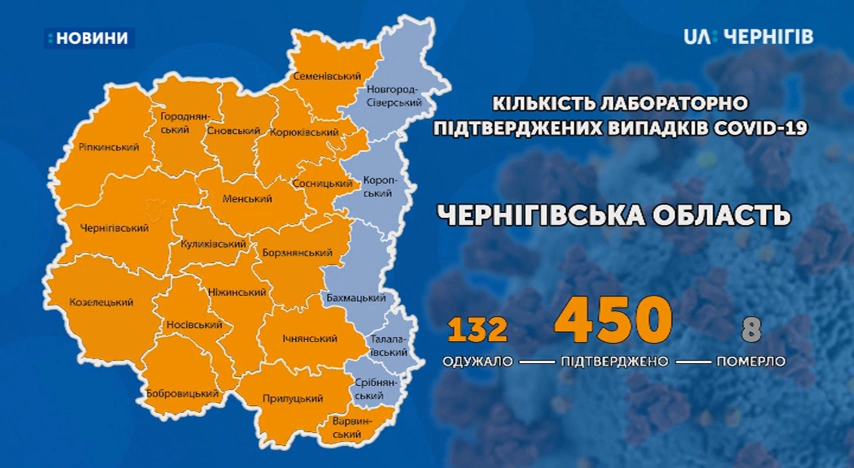 :НОВИНИ
UA: ЧЕРНІГІВ
КІЛЬКІСТЬ ЛАБОРАТОРНО
ПІДТВЕРДЖЕНИХ ВИПАДКІВ COVID-19
ЧЕРНІГІВСЬКА ОБЛАСТЬ
132 450 8
ОДУЖАЛО ПІДТВЕРДЖЕНО ПОМЕРЛО
Семенівський
Новгород-
Сіверський
Городнян-
ський
Сновський
Корюківський
Ріпкинський
Сосницький
Короп-
ський
Менський
Чернігівський
Куликівський
Борзнянський
Козелецький
Ніжинський
Бахмацький
Носівський
Ічнянський
Талала-
ївський
Бобровицький
Прилуцький
Срібнян-
ський
Варвин-
ський